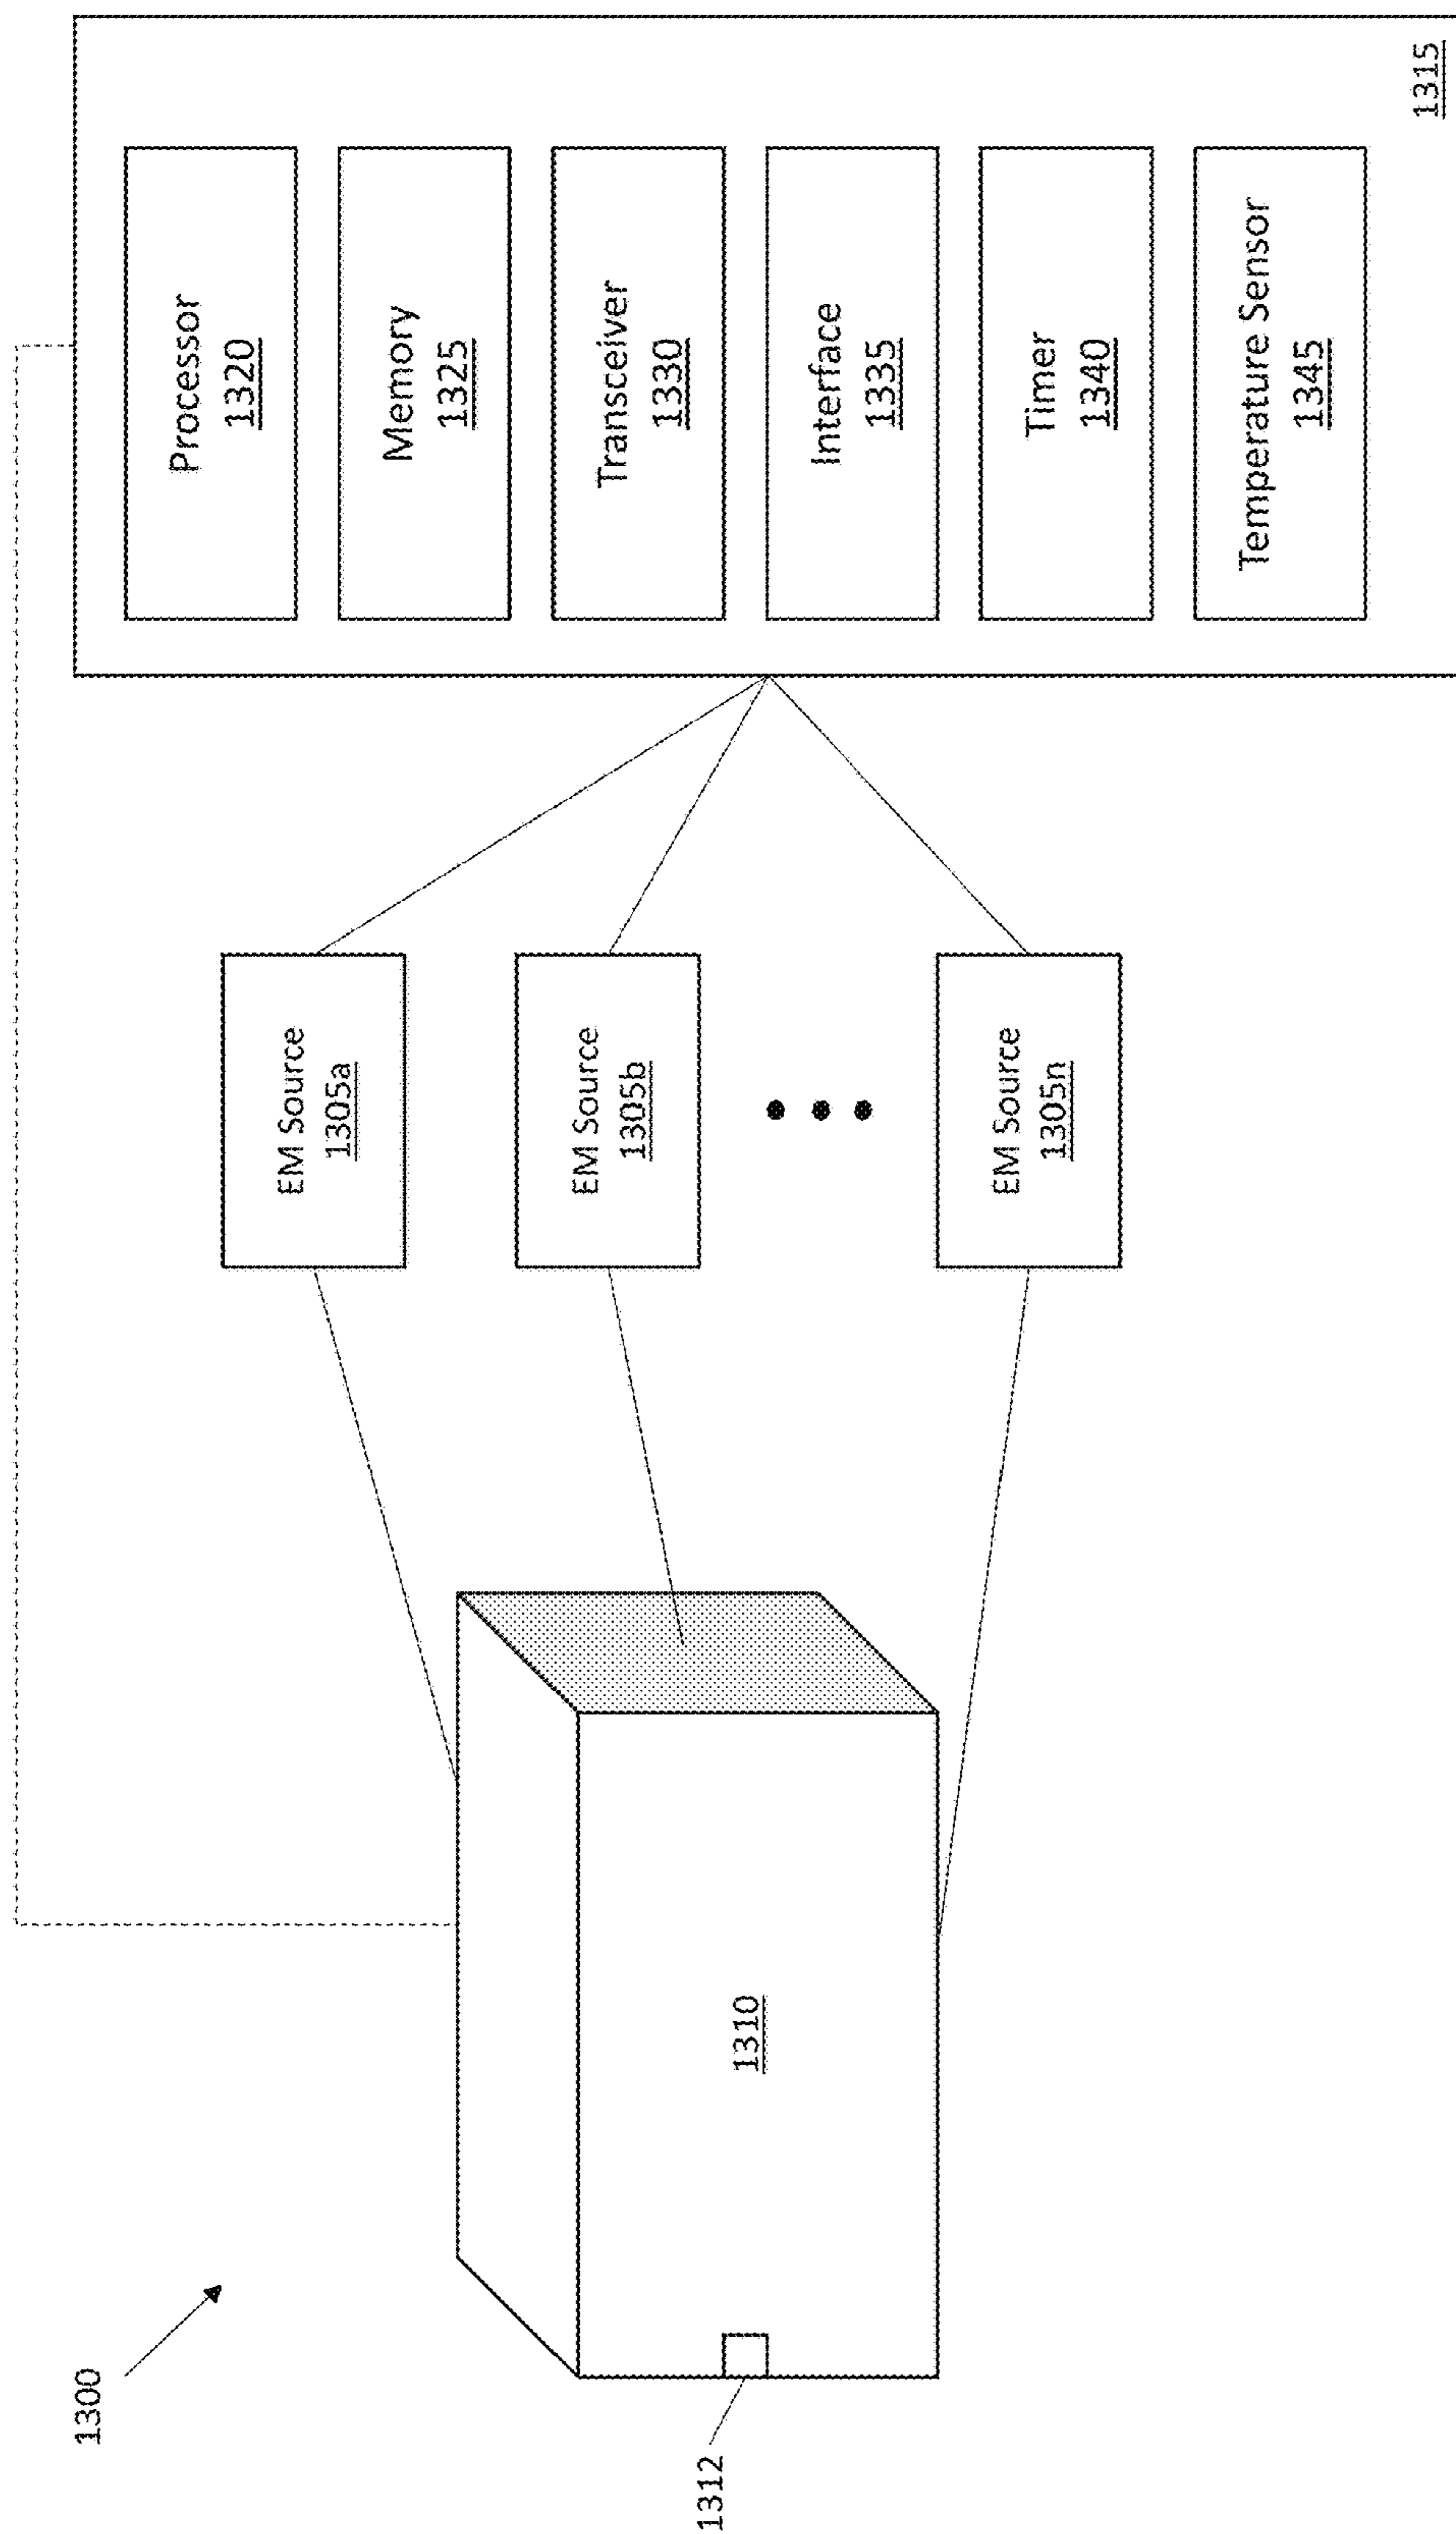 1300
Processor
1320
EM Source
1305a
Memory
1325
EM Source
1305b
Transceiver
1330
1312
1310
Interface
1335
EM Source
1305n
Timer
1340
Temperature Sensor
1345
1315